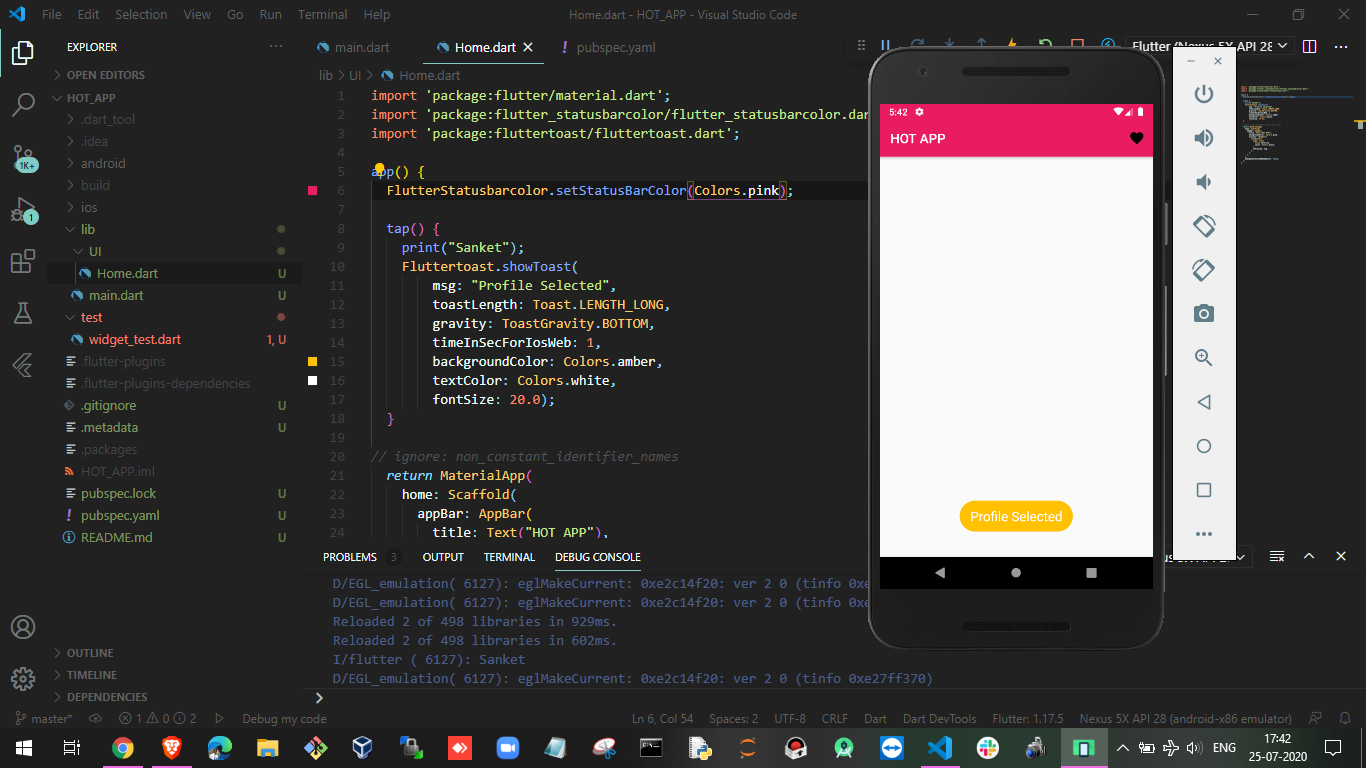 File Edit Selection View Go Run Terminal Help
Home.dart - HOT_APP - Visual Studio Code
EXPLORER
OPEN EDITORS
HOT_APP
.dart_tool
.idea
android
build
ios
lib
UI
Home.dart U
main.dart U
test
widget_test.dart 1, U
.flutter-plugins
.flutter-plugins-dependencies
.gitignore U
.metadata U
.packages
HOT_APP.iml
pubspec.lock U
pubspec.yaml U
README.md U
OUTLINE
TIMELINE
DEPENDENCIES
1K+
1
main.dart Home.dart pubspec.yaml
Flutter (Nexus 5X API 28
lib > UI > Home.dart
1 import 'package:flutter/material.dart';
2 import 'package:flutter_statusbarcolor/flutter_statusbarcolor.dar
3 import 'package:fluttertoast/fluttertoast.dart';
4
5 app() {
6 FlutterStatusbarcolor.setStatusBarColor(Colors.pink);
7
8 tap() {
9 print("Sanket");
10 Fluttertoast.showToast(
11 msg: "Profile Selected",
12 toastLength: Toast.LENGTH_LONG,
13 gravity: ToastGravity.BOTTOM,
14 timeInSecForIosWeb: 1,
15 backgroundColor: Colors.amber,
16 textColor: Colors.white,
17 fontSize: 20.0);
18 }
19
20 // ignore: non_constant_identifier_names
21 return MaterialApp(
22 home: Scaffold(
23 appBar: AppBar(
24 title: Text("HOT APP"),
5:42
HOT APP
Profile Selected
PROBLEMS 3 OUTPUT TERMINAL DEBUG CONSOLE
D/EGL_emulation( 6127): eglMakeCurrent: 0xe2c14f20: ver 2 0 (tinfo 0xe
D/EGL_emulation( 6127): eglMakeCurrent: 0xe2c14f20: ver 2 0 (tinfo 0xe
Reloaded 2 of 498 libraries in 929ms.
Reloaded 2 of 498 libraries in 602ms.
I/flutter ( 6127): Sanket
D/EGL_emulation( 6127): eglMakeCurrent: 0xe2c14f20: ver 2 0 (tinfo 0xe27ff370)
master* 1 0 2 Debug my code Ln 6, Col 54 Spaces: 2 UTF-8 CRLF Dart Dart DevTools Flutter: 1.17.5 Nexus 5X API 28 (android-x86 emulator)
ENG
17:42
25-07-2020